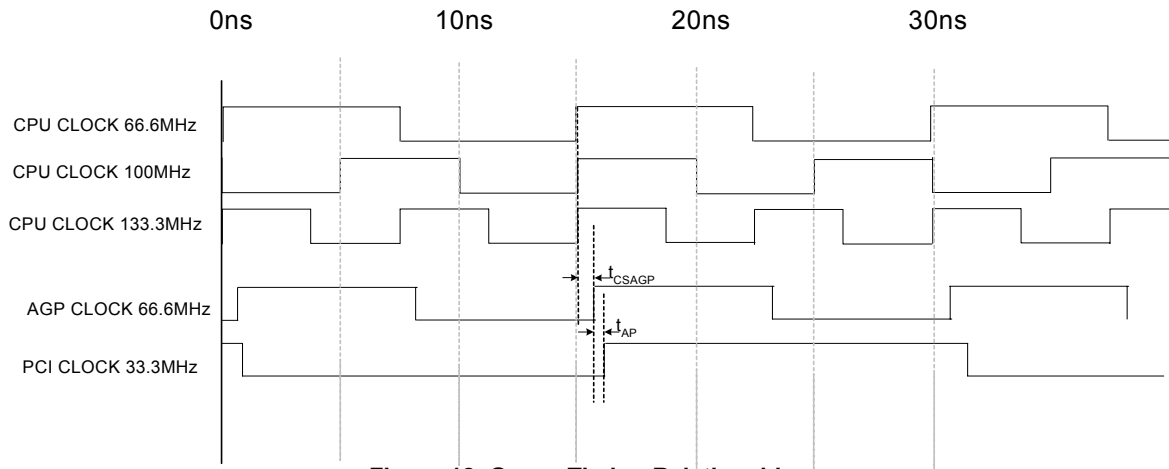 0ns 10ns 20ns 30ns
CPU CLOCK 66.6MHz
CPU CLOCK 100MHz
CPU CLOCK 133.3MHz
tCSAGP
AGP CLOCK 66.6MHz
tAP
PCI CLOCK 33.3MHz